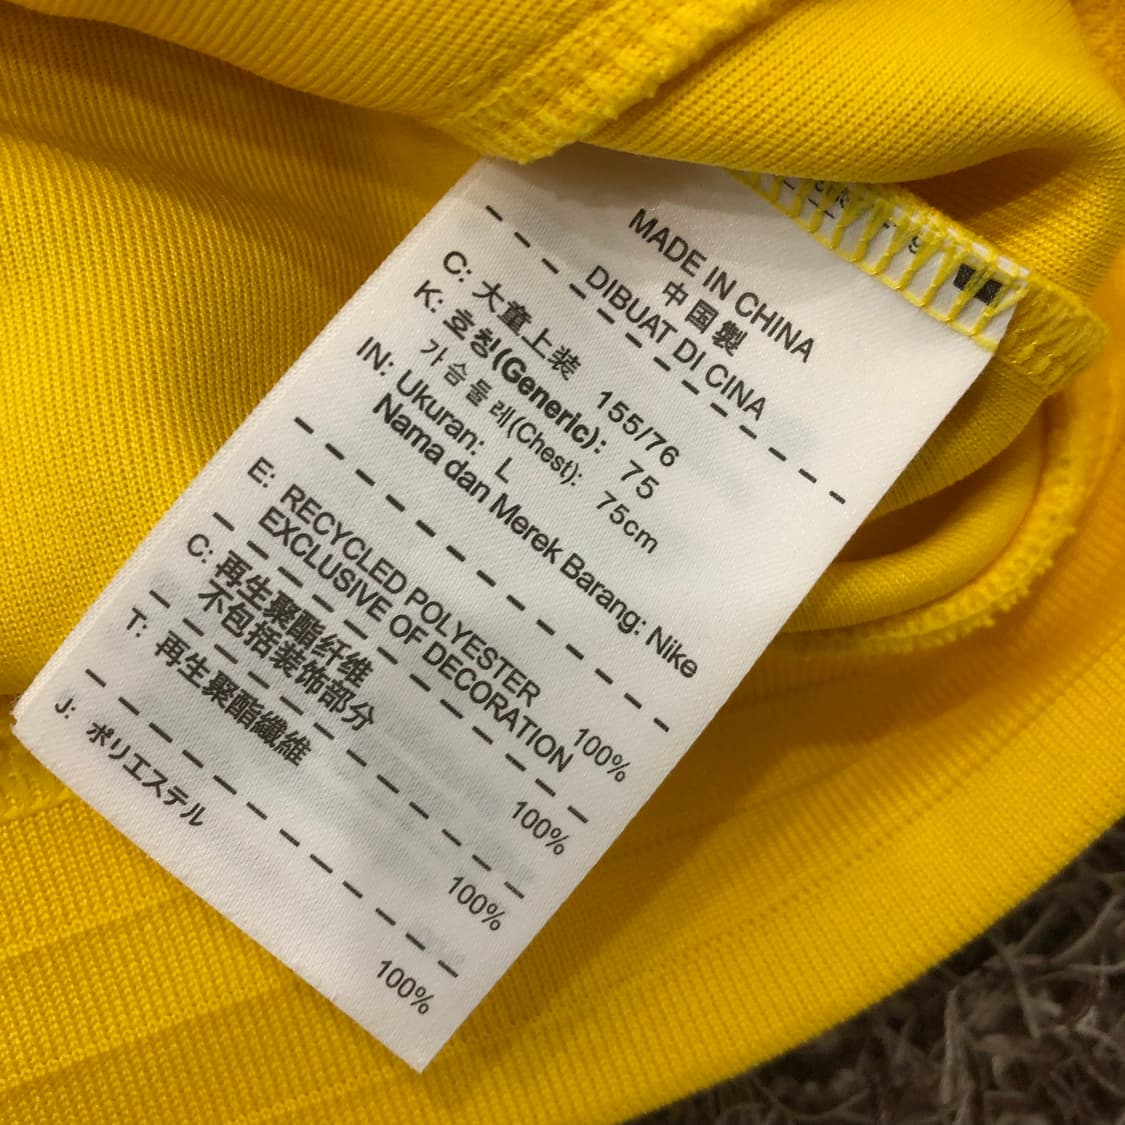 MADE IN CHINA
中国製
DIBUAT DI CINA
C: 大童上装 155/76
K: 호칭(Generic): 75
가슴둘레(Chest): 75cm
IN: Ukuran: L
Nama dan Merek Barang: Nike
E: RECYCLED POLYESTER 100%
EXCLUSIVE OF DECORATION
C: 再生聚酯纤维 100%
不包括装饰部分
T: 再生聚酯纖維 100%
J: ポリエステル 100%